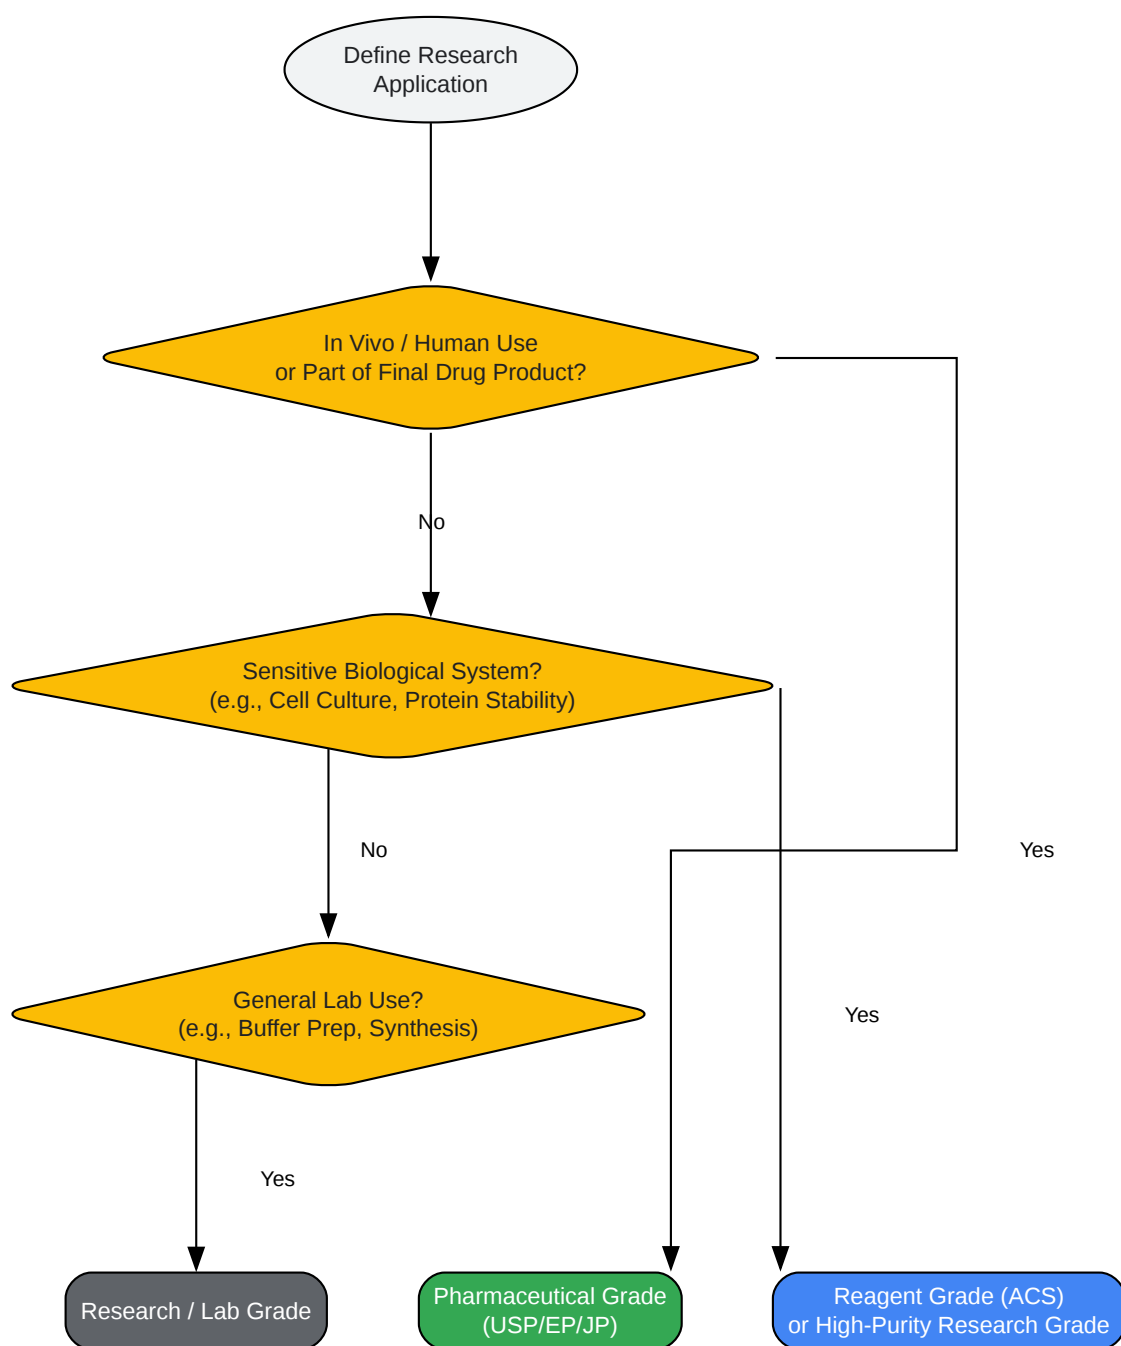 Define Research
Application
In Vivo / Human Use
or Part of Final Drug Product?
No
Sensitive Biological System?
(e.g., Cell Culture, Protein Stability)
No
Yes
General Lab Use?
(e.g., Buffer Prep, Synthesis)
Yes
Yes
Research / Lab Grade
Pharmaceutical Grade
(USP/EP/JP)
Reagent Grade (ACS)
or High-Purity Research Grade